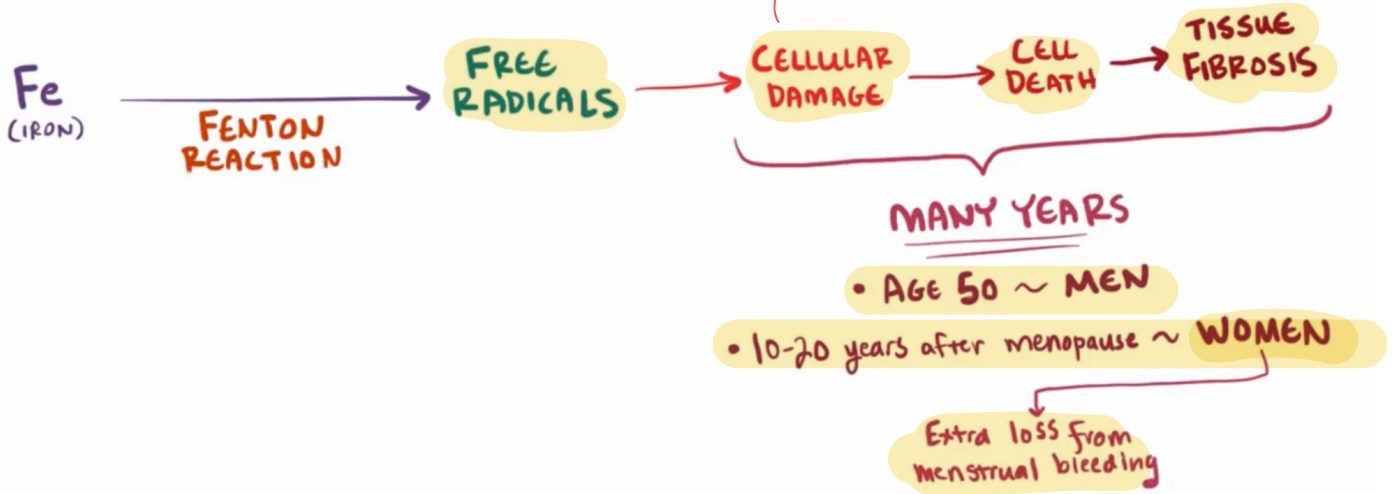 Fe
(IRON)
FENTON
REACTION
FREE
RADICALS
CELLULAR
DAMAGE
CELL
DEATH
TISSUE
FIBROSIS
MANY YEARS
• AGE 50 ~ MEN
• 10-20 years after menopause ~ WOMEN
Extra loss from
menstrual bleeding